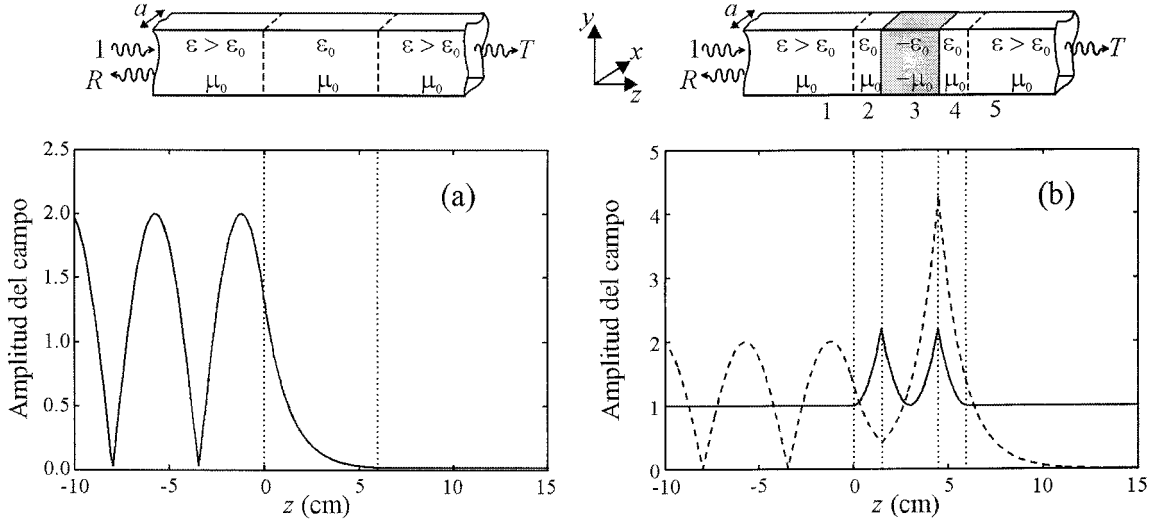 a
1
R
ε > ε₀
ε₀
ε > ε₀
μ₀
μ₀
μ₀
T
y
x
z
a
1
R
ε > ε₀
ε₀
−ε₀
ε₀
ε > ε₀
μ₀
μ₀
−μ₀
μ₀
μ₀
T
1 2 3 4 5
Amplitud del campo
2.5
2.0
1.5
1.0
0.5
0.0
(a)
-10 -5 0 5 10 15
z (cm)
Amplitud del campo
5
4
3
2
1
0
(b)
-10 -5 0 5 10 15
z (cm)